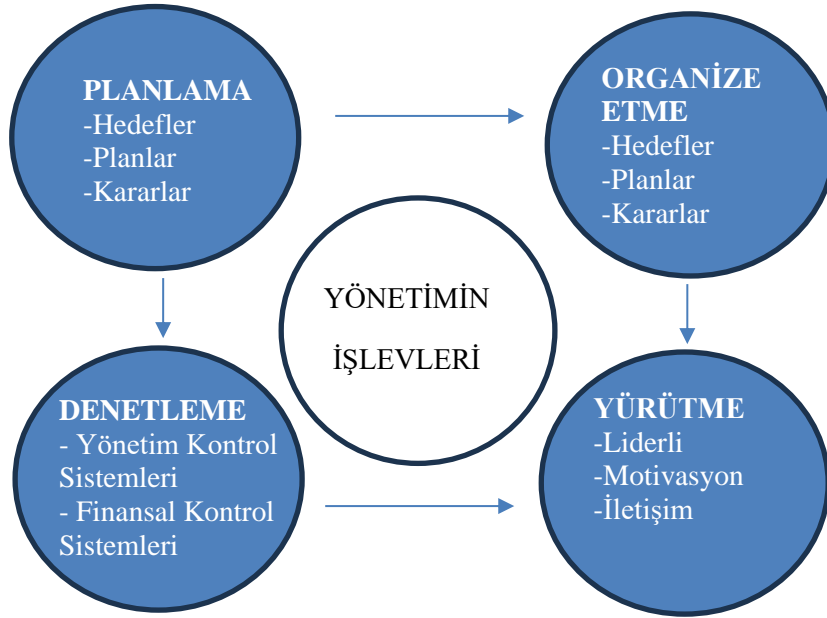 PLANLAMA
-Hedefler
-Planlar
-Kararlar
ORGANİZE
ETME
-Hedefler
-Planlar
-Kararlar
YÖNETİMİN
İŞLEVLERİ
DENETLEME
- Yönetim Kontrol
Sistemleri
- Finansal Kontrol
Sistemleri
YÜRÜTME
-Liderli
-Motivasyon
-İletişim